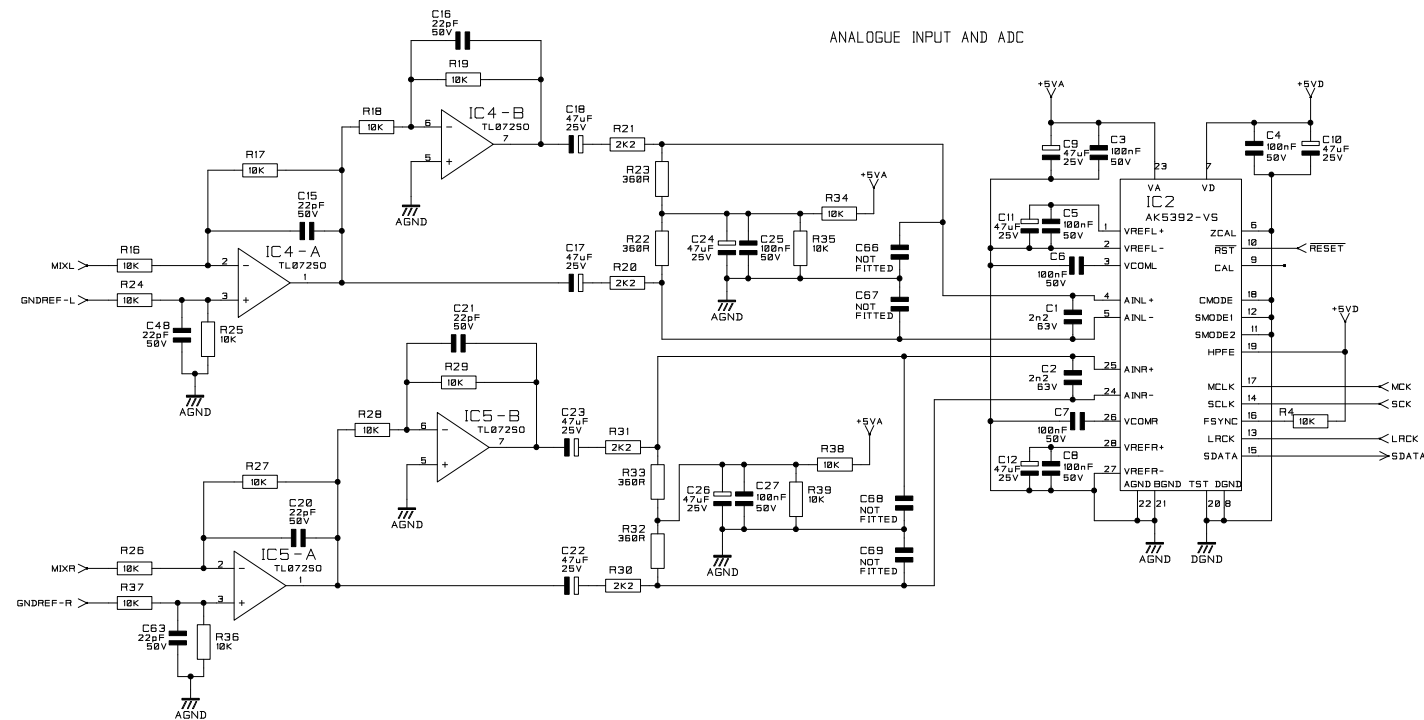 ANALOGUE INPUT AND ADC
C16
22pF
50V
R19
10K
R18
10K
IC4-B
TL072SO
6
5
7
AGND
C18
47uF
25V
R21
2K2
R17
10K
C15
22pF
50V
R16
10K
MIXL
IC4-A
TL072SO
2
3
1
R24
10K
GNDREF-L
C48
22pF
50V
R25
10K
AGND
C17
47uF
25V
R20
2K2
R23
360R
R22
360R
+5VA
R34
10K
C24
47uF
25V
C25
100nF
50V
R35
10K
AGND
C66
NOT
FITTED
C67
NOT
FITTED
C21
22pF
50V
R29
10K
R28
10K
IC5-B
TL072SO
6
5
7
AGND
C23
47uF
25V
R31
2K2
R27
10K
C20
22pF
50V
R26
10K
MIXR
IC5-A
TL072SO
2
3
1
R37
10K
GNDREF-R
C63
22pF
50V
R36
10K
AGND
C22
47uF
25V
R30
2K2
R33
360R
R32
360R
+5VA
R38
10K
C26
47uF
25V
C27
100nF
50V
R39
10K
AGND
C68
NOT
FITTED
C69
NOT
FITTED
+5VA
+5VD
C9
47uF
25V
C3
100nF
50V
C4
100nF
50V
C10
47uF
25V
23
7
VA
VD
IC2
AK5392-VS
C11
47uF
25V
C5
100nF
50V
C6
100nF
50V
1
VREFL+
2
VREFL-
3
VCOML
4
AINL+
5
AINL-
C1
2n2
63V
25
AINR+
24
AINR-
C2
2n2
63V
C7
100nF
50V
26
VCOMR
28
VREFR+
27
VREFR-
C12
47uF
25V
C8
100nF
50V
ZCAL
6
RST
10
RESET
CAL
9
CMODE
18
SMODE1
12
SMODE2
11
HPFE
19
+5VD
MCLK
17
MCK
SCLK
14
SCK
FSYNC
16
R4
10K
LRCK
13
LRCK
SDATA
15
SDATA
AGND BGND TST DGND
22 21 20 8
AGND
DGND